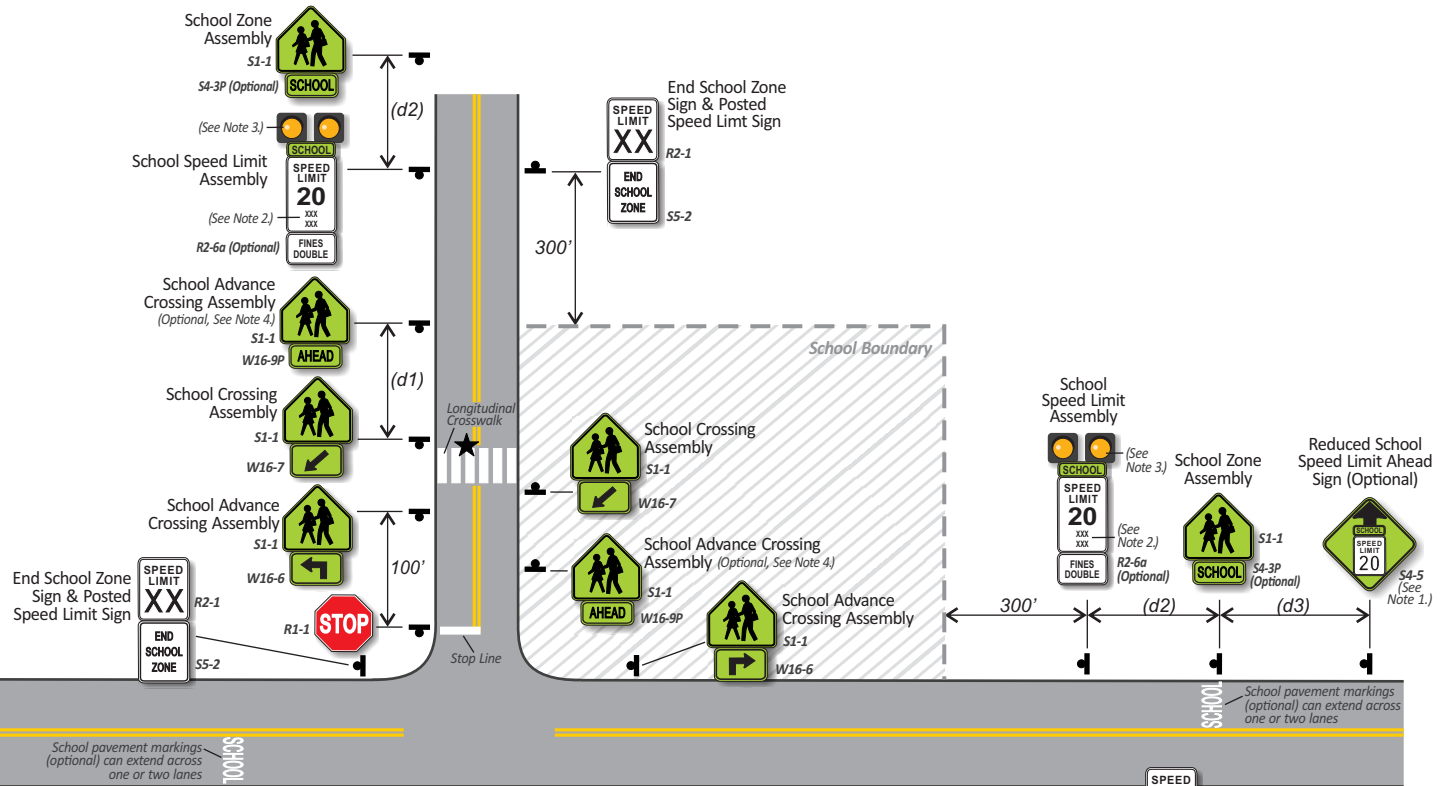 School Zone
Assembly
S1-1
S4-3P (Optional)
SCHOOL
(d2)
(See Note 3.)
SCHOOL
School Speed Limit
Assembly
SPEED
LIMIT
20
XXX
XXX
(See Note 2.)
R2-6a (Optional)
FINES
DOUBLE
End School Zone
Sign & Posted
Speed Limt Sign
SPEED
LIMIT
XX
R2-1
END
SCHOOL
ZONE
S5-2
300'
School Advance
Crossing Assembly
(Optional, See Note 4.)
S1-1
W16-9P
AHEAD
(d1)
School Boundary
School Crossing
Assembly
S1-1
W16-7
Longitudinal
Crosswalk
School Crossing
Assembly
S1-1
W16-7
School Advance
Crossing Assembly
S1-1
W16-6
100'
School Advance Crossing
Assembly (Optional, See Note 4.)
S1-1
AHEAD
W16-9P
School Advance
Crossing Assembly
S1-1
W16-6
End School Zone
Sign & Posted
Speed Limit Sign
SPEED
LIMIT
XX
R2-1
END
SCHOOL
ZONE
S5-2
R1-1
STOP
Stop Line
School
Speed Limit
Assembly
(See
Note 3.)
SCHOOL
SPEED
LIMIT
20
XXX
XXX
(See
Note 2.)
FINES
DOUBLE
R2-6a
(Optional)
School Zone
Assembly
S1-1
SCHOOL
S4-3P
(Optional)
Reduced School
Speed Limit Ahead
Sign (Optional)
SCHOOL
SPEED
LIMIT
20
S4-5
(See
Note 1.)
300'
(d2)
(d3)
SCHOOL
School pavement markings
(optional) can extend across
one or two lanes
School pavement markings
(optional) can extend across
one or two lanes
SCHOOL
SPEED